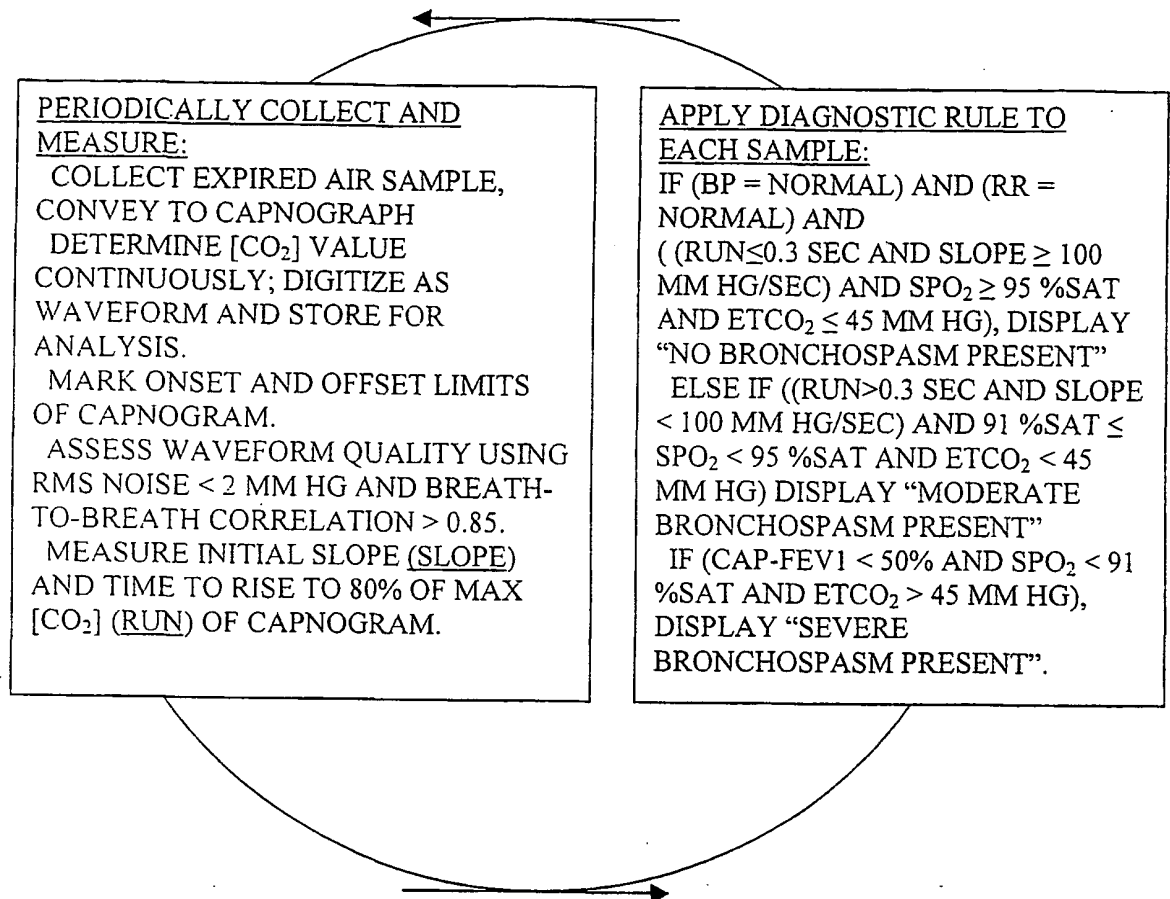 PERIODICALLY COLLECT AND
MEASURE:
COLLECT EXPIRED AIR SAMPLE,
CONVEY TO CAPNOGRAPH
DETERMINE [CO₂] VALUE
CONTINUOUSLY; DIGITIZE AS
WAVEFORM AND STORE FOR
ANALYSIS.
MARK ONSET AND OFFSET LIMITS
OF CAPNOGRAM.
ASSESS WAVEFORM QUALITY USING
RMS NOISE < 2 MM HG AND BREATH-
TO-BREATH CORRELATION > 0.85.
MEASURE INITIAL SLOPE (SLOPE)
AND TIME TO RISE TO 80% OF MAX
[CO₂] (RUN) OF CAPNOGRAM.
APPLY DIAGNOSTIC RULE TO
EACH SAMPLE:
IF (BP = NORMAL) AND (RR =
NORMAL) AND
( (RUN≤0.3 SEC AND SLOPE ≥ 100
MM HG/SEC) AND SPO₂ ≥ 95 %SAT
AND ETCO₂ ≤ 45 MM HG), DISPLAY
“NO BRONCHOSPASM PRESENT”
ELSE IF ((RUN>0.3 SEC AND SLOPE
< 100 MM HG/SEC) AND 91 %SAT ≤
SPO₂ < 95 %SAT AND ETCO₂ < 45
MM HG) DISPLAY “MODERATE
BRONCHOSPASM PRESENT”
IF (CAP-FEV1 < 50% AND SPO₂ < 91
%SAT AND ETCO₂ > 45 MM HG),
DISPLAY “SEVERE
BRONCHOSPASM PRESENT”.